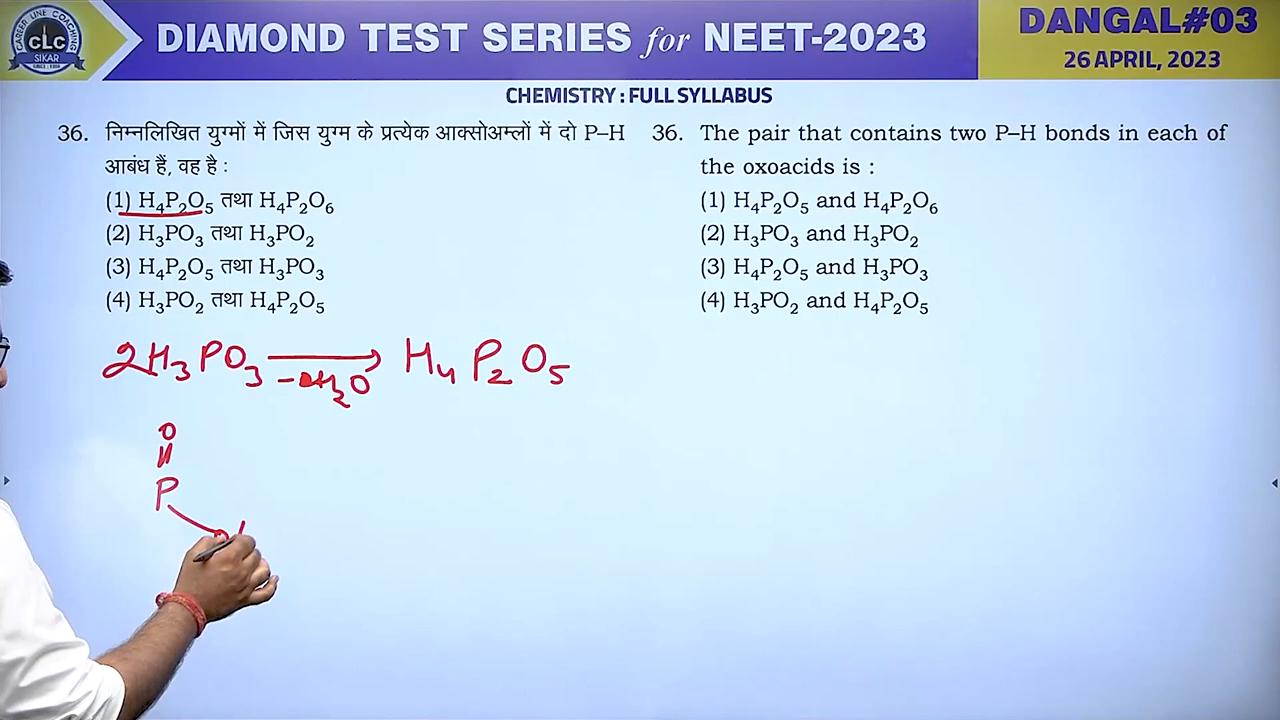 CAREER LINE COACHING
CLC
SIKAR
SINCE : 1996
DIAMOND TEST SERIES for NEET-2023
DANGAL#03
26 APRIL, 2023
CHEMISTRY : FULL SYLLABUS
36. निम्नलिखित युग्मों में जिस युग्म के प्रत्येक आक्सोअम्लों में दो P–H
आबंध हैं, वह है :
(1) H₄P₂O₅ तथा H₄P₂O₆
(2) H₃PO₃ तथा H₃PO₂
(3) H₄P₂O₅ तथा H₃PO₃
(4) H₃PO₂ तथा H₄P₂O₅
36. The pair that contains two P–H bonds in each of
the oxoacids is :
(1) H₄P₂O₅ and H₄P₂O₆
(2) H₃PO₃ and H₃PO₂
(3) H₄P₂O₅ and H₃PO₃
(4) H₃PO₂ and H₄P₂O₅
2H₃PO₃ → H₄P₂O₅
H₂O
O
P